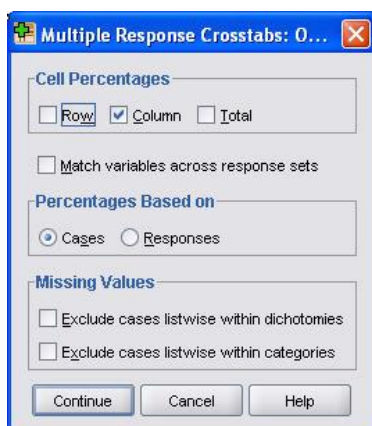 Multiple Response Crosstabs: O...
Cell Percentages
Row Column Total
Match variables across response sets
Percentages Based on
Cases Responses
Missing Values
Exclude cases listwise within dichotomies
Exclude cases listwise within categories
Continue Cancel Help